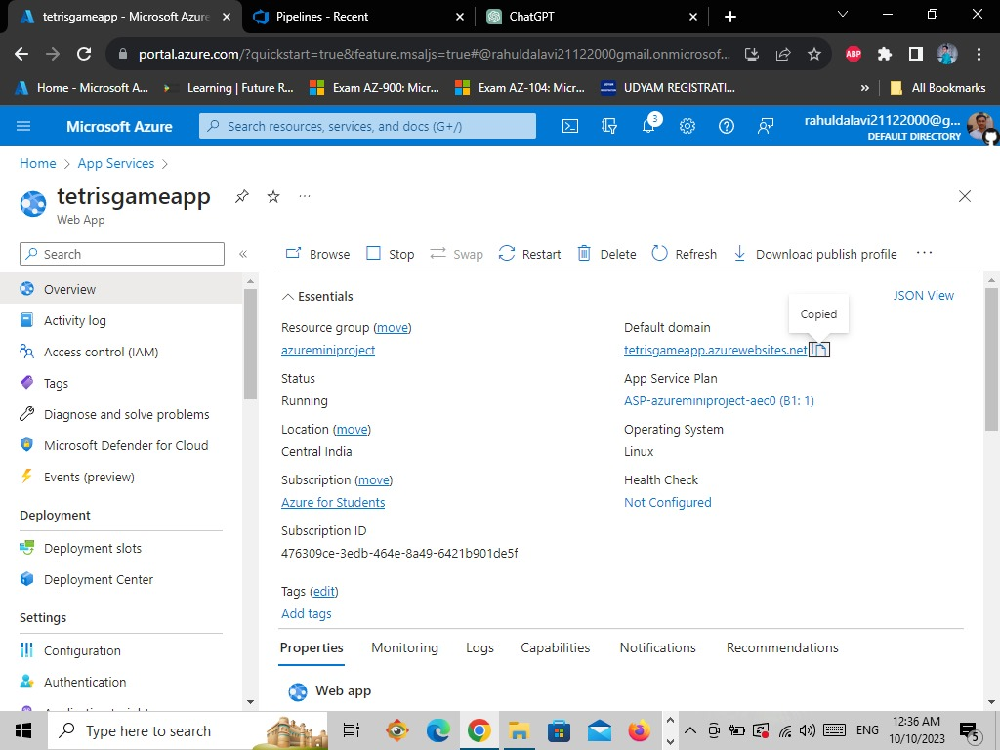 tetrisgameapp - Microsoft Azure
Pipelines - Recent
ChatGPT
portal.azure.com/?quickstart=true&feature.msaljs=true#@rahuldalavi21122000gmail.onmicrosof...
ABP
Home - Microsoft A...
Learning | Future R...
Exam AZ-900: Micr...
Exam AZ-104: Micr...
UDYAM REGISTRATI...
»
All Bookmarks
Microsoft Azure
Search resources, services, and docs (G+/)
3
rahuldalavi21122000@g...
DEFAULT DIRECTORY
Home > App Services >
tetrisgameapp
Web App
Search
«
Browse
Stop
Swap
Restart
Delete
Refresh
Download publish profile
Overview
Activity log
Access control (IAM)
Tags
Diagnose and solve problems
Microsoft Defender for Cloud
Events (preview)
Deployment
Deployment slots
Deployment Center
Settings
Configuration
Authentication
Essentials
JSON View
Resource group (move)
azureminiproject
Status
Running
Location (move)
Central India
Subscription (move)
Azure for Students
Subscription ID
476309ce-3edb-464e-8a49-6421b901de5f
Copied
Default domain
tetrisgameapp.azurewebsites.net
App Service Plan
ASP-azureminiproject-aec0 (B1: 1)
Operating System
Linux
Health Check
Not Configured
Tags (edit)
Add tags
Properties
Monitoring
Logs
Capabilities
Notifications
Recommendations
Web app
Type here to search
ENG
12:36 AM
10/10/2023
5